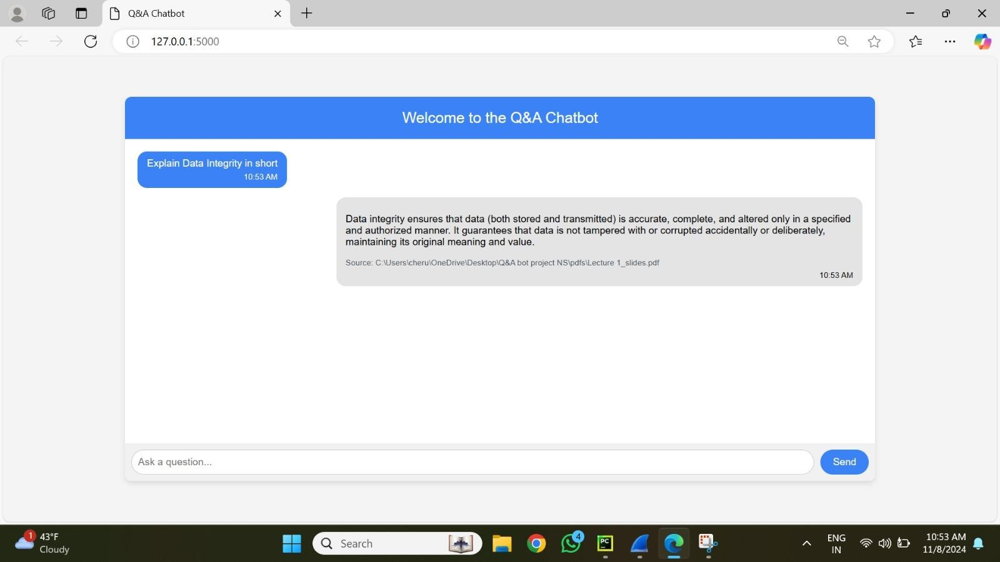 Q&A Chatbot
127.0.0.1:5000
Welcome to the Q&A Chatbot
Explain Data Integrity in short
10:53 AM
Data integrity ensures that data (both stored and transmitted) is accurate, complete, and altered only in a specified
and authorized manner. It guarantees that data is not tampered with or corrupted accidentally or deliberately,
maintaining its original meaning and value.
Source: C:\Users\cheru\OneDrive\Desktop\Q&A bot project NS\pdfs\Lecture 1_slides.pdf
10:53 AM
Ask a question...
Send
1
43°F
Cloudy
Search
4
PC
ENG
IN
10:53 AM
11/8/2024